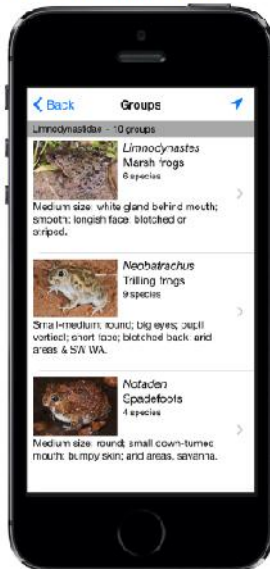 Back
Groups
Limnodynastidae - 10 groups
Limnodynastes
Marsh frogs
6 species
Medium size; white gland behind mouth;
smooth; longish face; blotched or
striped.
Neobatrachus
Trilling frogs
9 species
Small-medium; round; big eyes; pupil
vertical; short face; blotched back; arid
areas & SW WA.
Notaden
Spadefoots
4 species
Medium size; round; small down-turned
mouth; bumpy skin; arid areas, savanna.